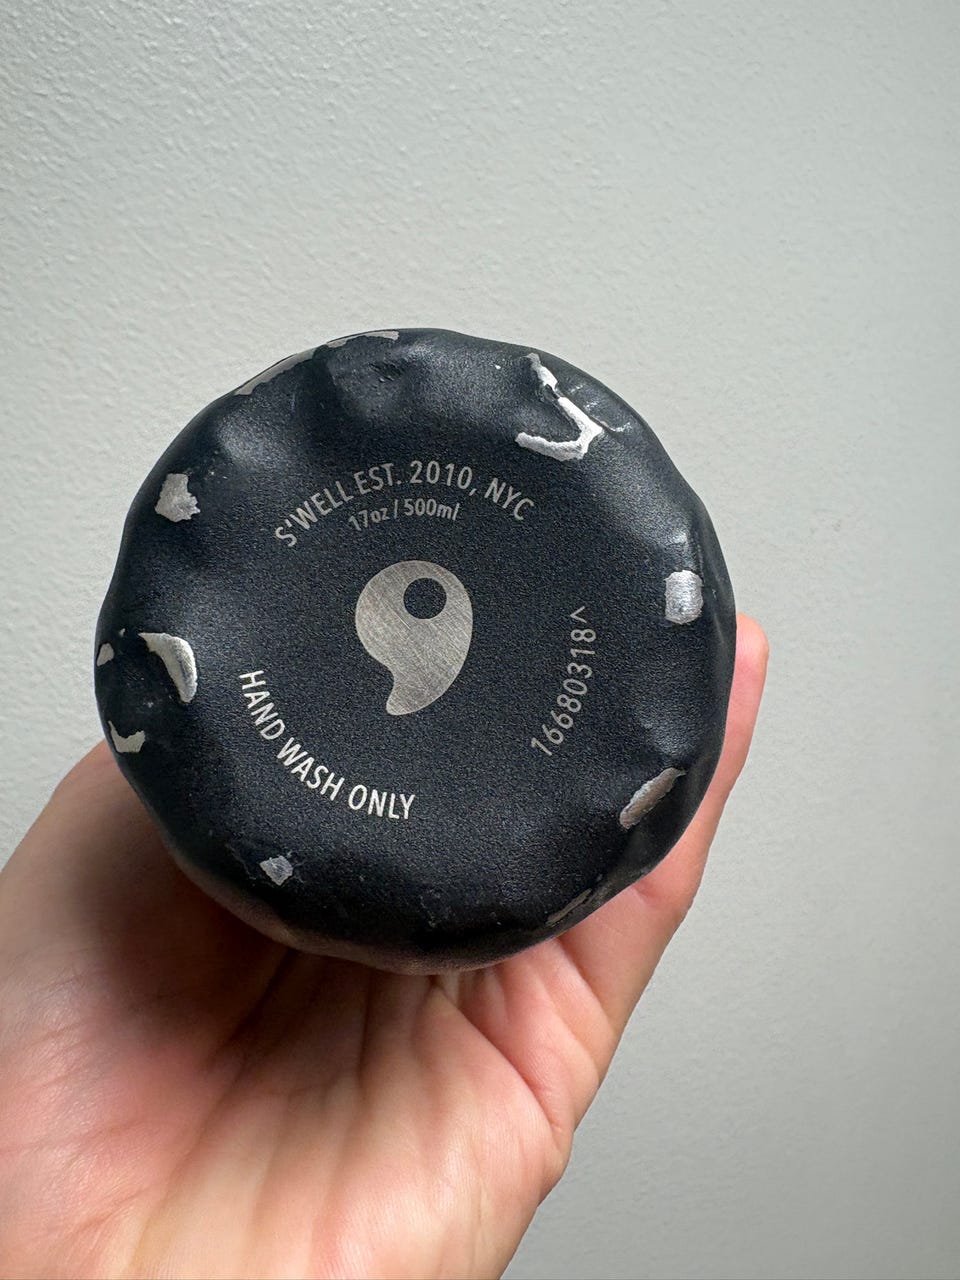 S'WELL EST. 2010, NYC
17oz | 500ml
16680318^
HAND WASH ONLY